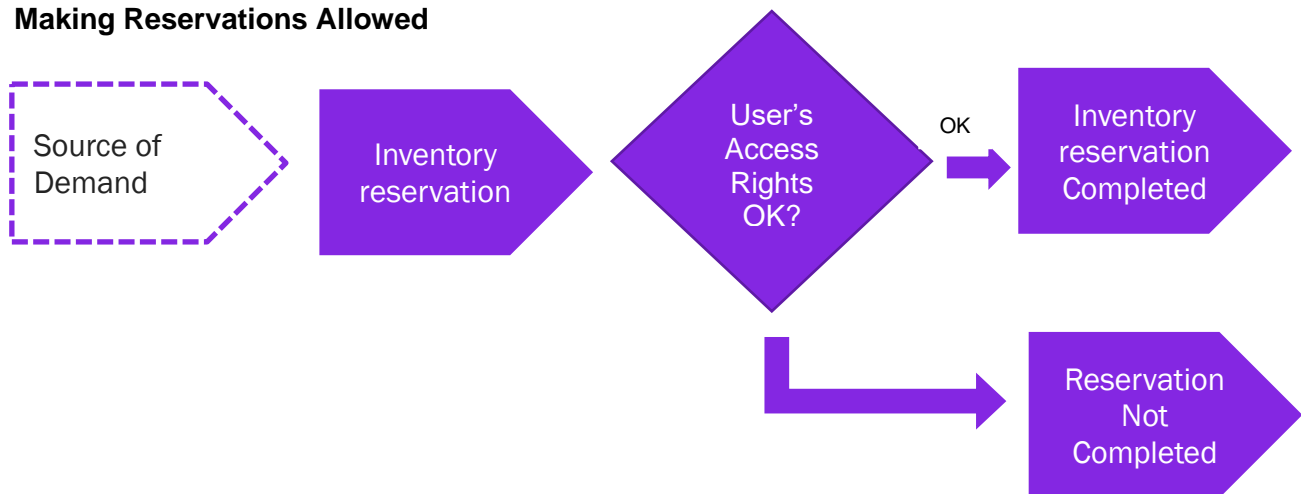 Making Reservations Allowed
Source of
Demand
Inventory
reservation
User's
Access
Rights
OK?
OK
Inventory
reservation
Completed
Reservation
Not
Completed